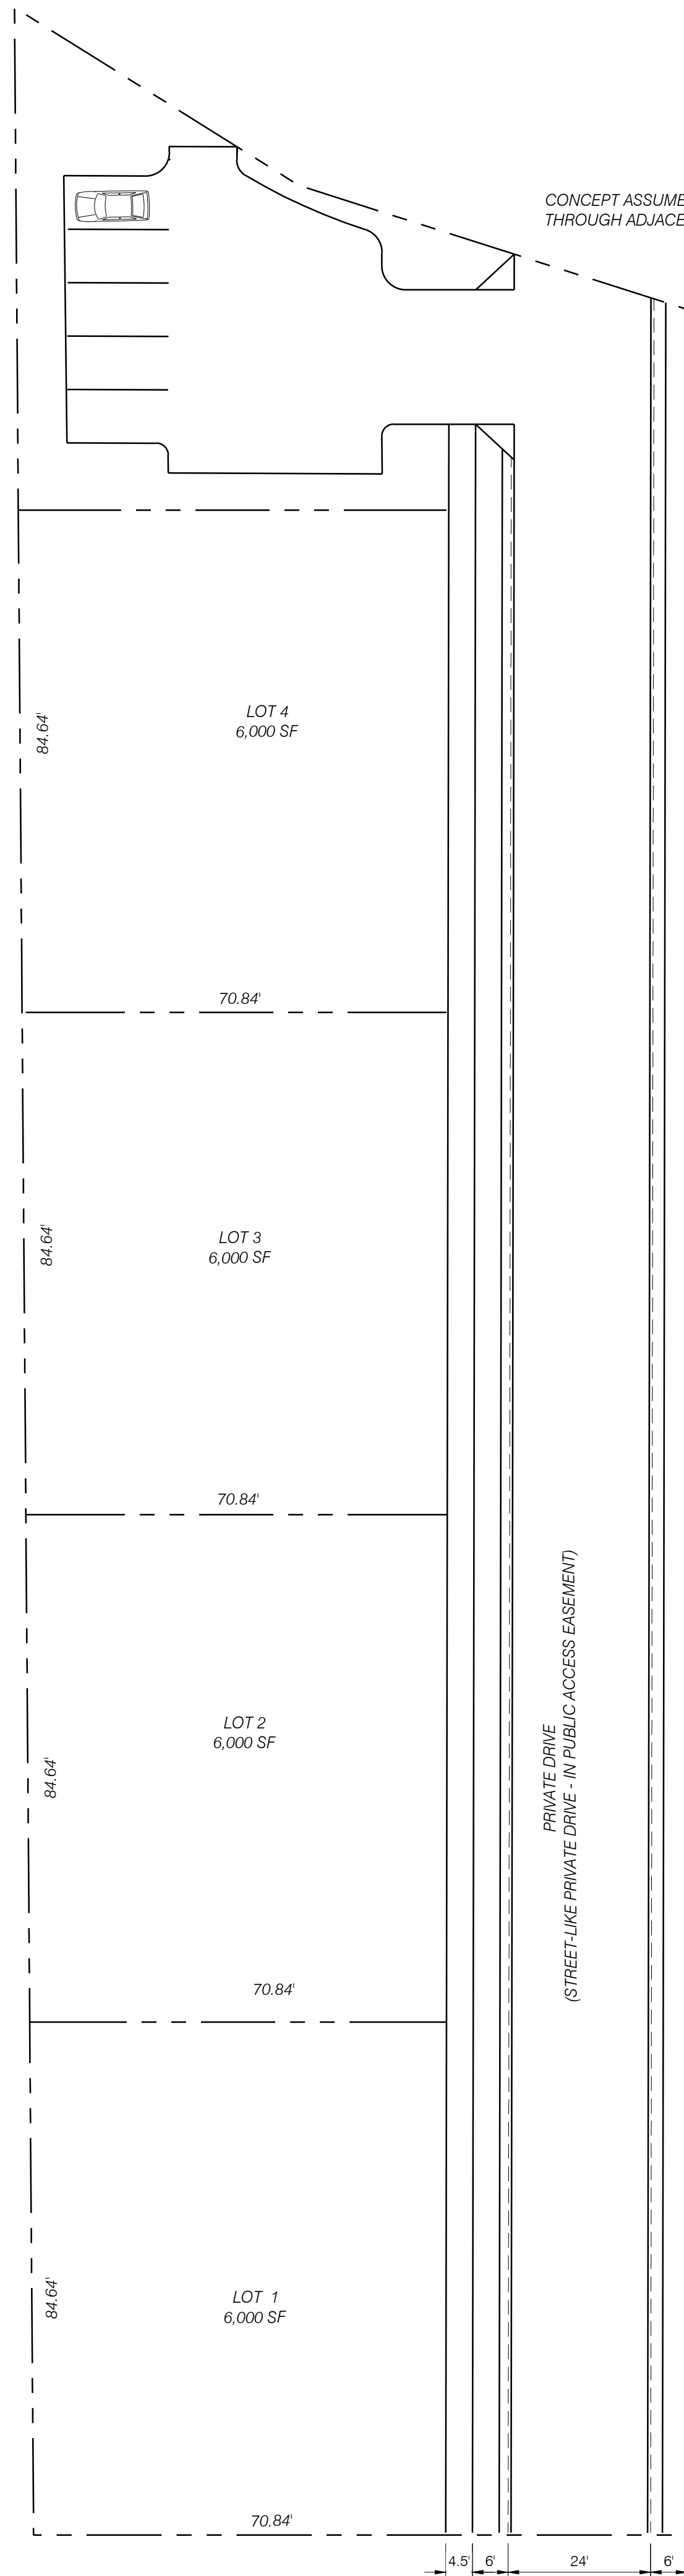 CONCEPT ASSUME
THROUGH ADJACE
LOT 4
6,000 SF
84.64'
70.84'
LOT 3
6,000 SF
84.64'
70.84'
PRIVATE DRIVE
(STREET-LIKE PRIVATE DRIVE - IN PUBLIC ACCESS EASEMENT)
LOT 2
6,000 SF
84.64'
70.84'
LOT 1
6,000 SF
84.64'
70.84'
4.5' 6' 24' 6'